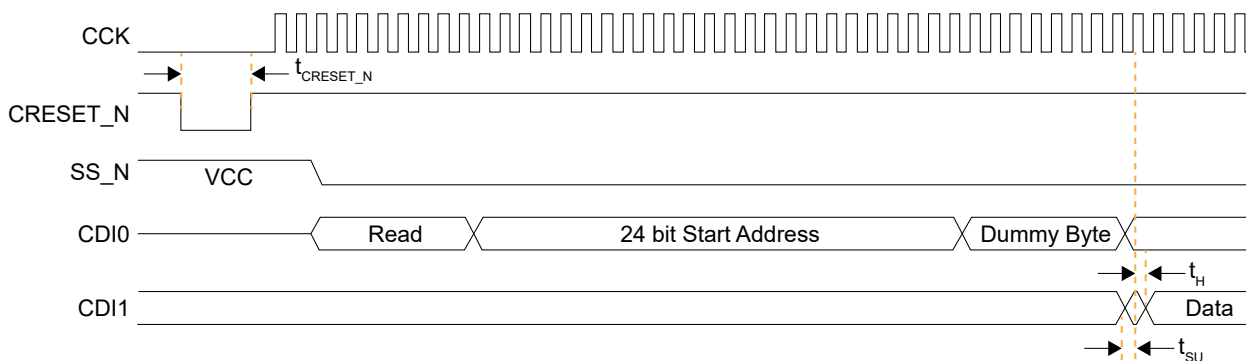 CCK
t_CRESET_N
CRESET_N
SS_N VCC
CDI0 Read 24 bit Start Address Dummy Byte
t_H
CDI1 Data
t_SU